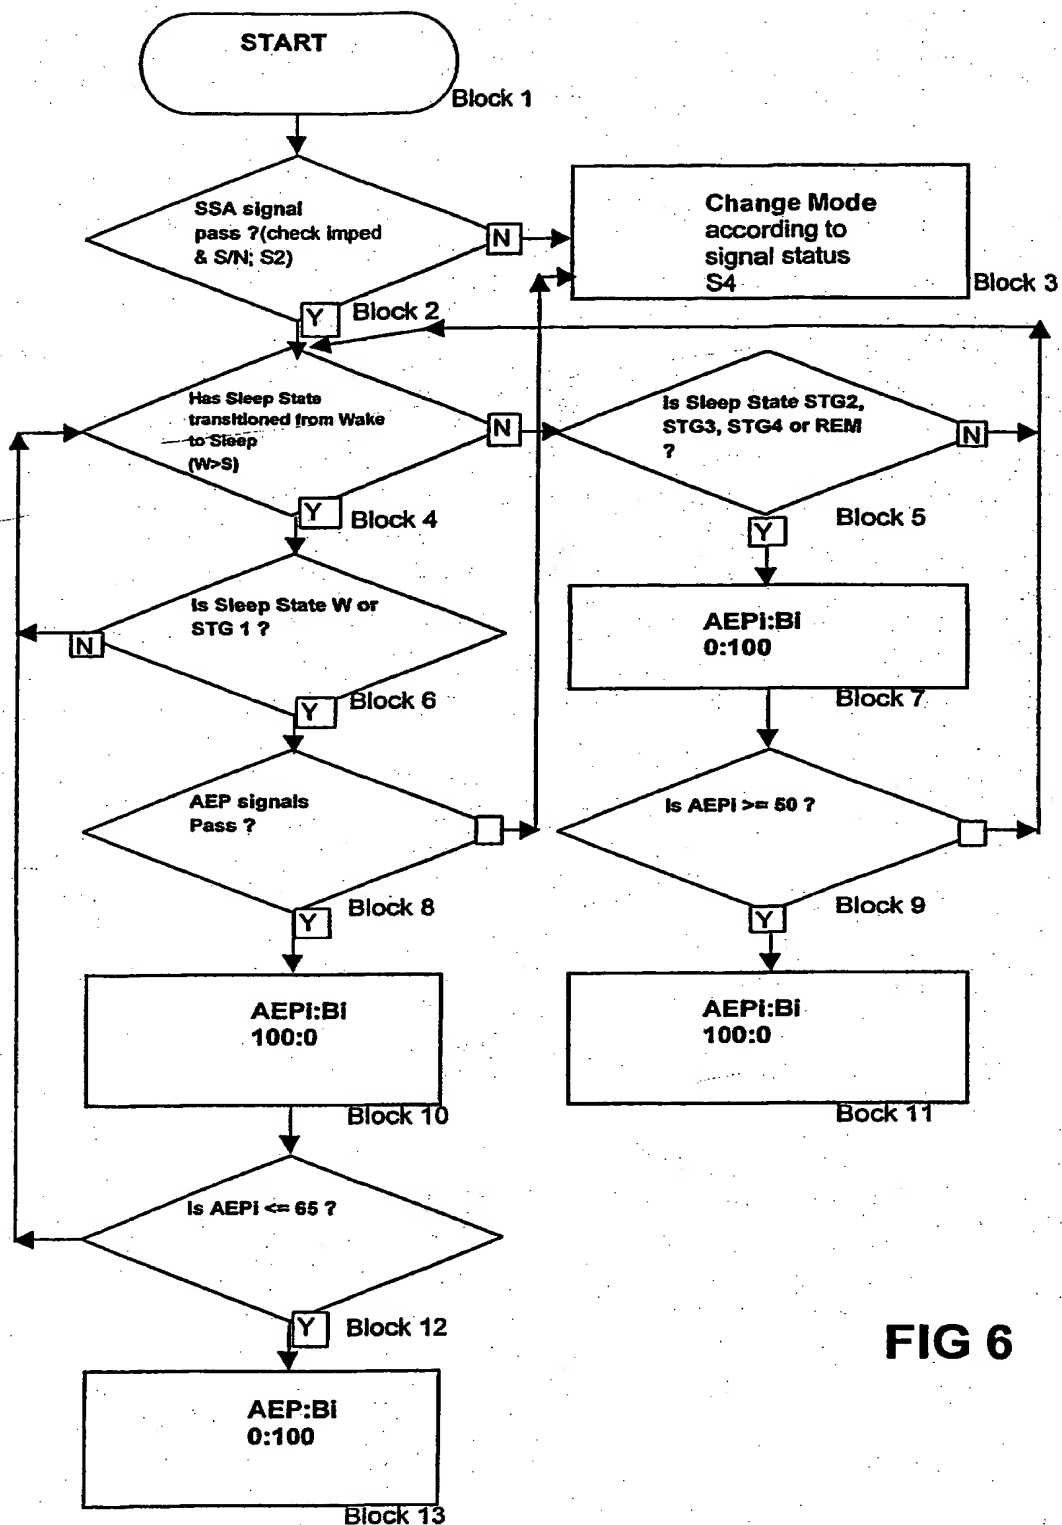 START
Block 1
SSA signal
pass ?(check imped
& S/N; S2)
N
Y
Block 2
Change Mode
according to
signal status
S4
Block 3
Has Sleep State
transitioned from Wake
to Sleep
(W>S)
N
Y
Block 4
Is Sleep State STG2,
STG3, STG4 or REM
?
N
Y
Block 5
Is Sleep State W or
STG 1 ?
N
Y
Block 6
AEPi:Bi
0:100
Block 7
AEP signals
Pass ?
Y
Block 8
Is AEPi >= 50 ?
Y
Block 9
AEPi:Bi
100:0
Block 10
AEPi:Bi
100:0
Bock 11
Is AEPi <= 65 ?
Y
Block 12
AEP:Bi
0:100
Block 13
FIG 6